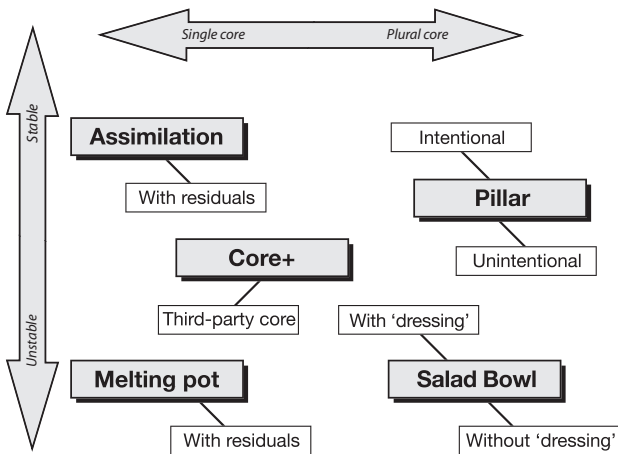 Single core
Plural core
Stable
Unstable
Assimilation
With residuals
Intentional
Pillar
Unintentional
Core+
Third-party core
With ‘dressing’
Melting pot
With residuals
Salad Bowl
Without ‘dressing’